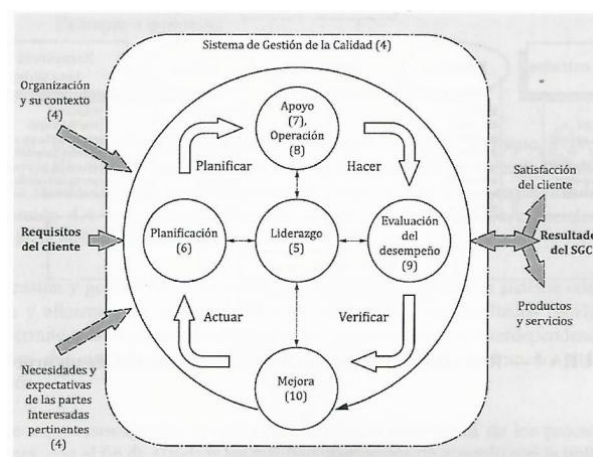 Sistema de Gestión de la Calidad (4)
Organización
y su contexto
(4)
Requisitos
del cliente
Necesidades y
expectativas
de las partes
interesadas
pertinentes
(4)
Apoyo
(7),
Operación
(8)
Planificar
Hacer
Planificación
(6)
Liderazgo
(5)
Evaluación
del
desempeño
(9)
Actuar
Verificar
Mejora
(10)
Satisfacción
del cliente
Resultado
del SGC
Productos
y servicios